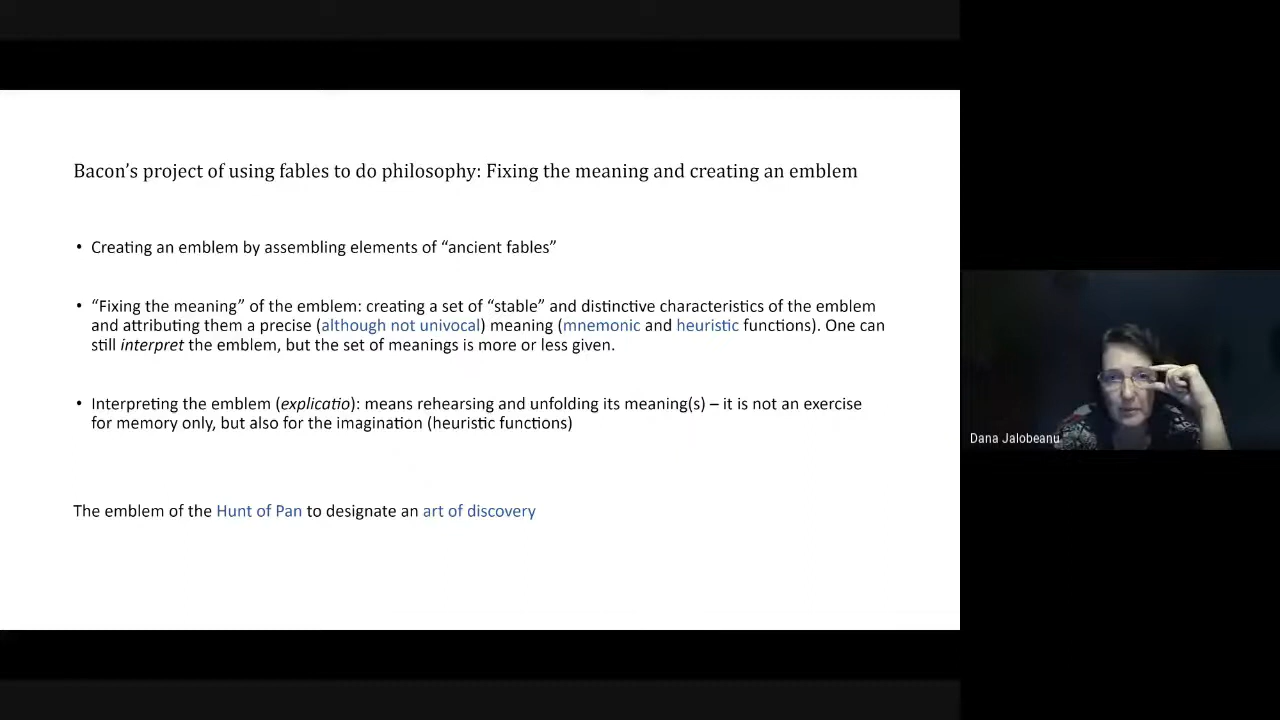 Bacon’s project of using fables to do philosophy: Fixing the meaning and creating an emblem
• Creating an emblem by assembling elements of “ancient fables”
• “Fixing the meaning” of the emblem: creating a set of “stable” and distinctive characteristics of the emblem
and attributing them a precise (although not univocal) meaning (mnemonic and heuristic functions). One can
still interpret the emblem, but the set of meanings is more or less given.
• Interpreting the emblem (explicatio): means rehearsing and unfolding its meaning(s) – it is not an exercise
for memory only, but also for the imagination (heuristic functions)
The emblem of the Hunt of Pan to designate an art of discovery
Dana Jalobeanu